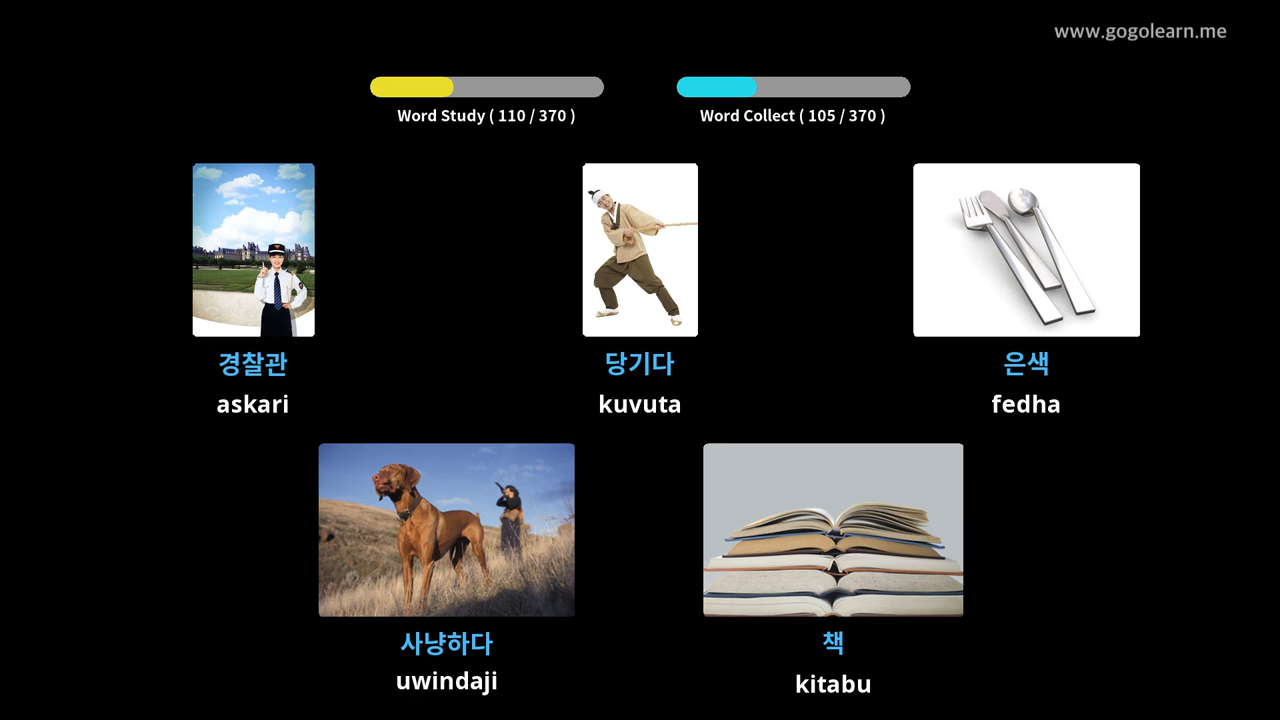 www.gogolearn.me
Word Study ( 110 / 370 )
Word Collect ( 105 / 370 )
경찰관
askari
당기다
kuvuta
은색
fedha
사냥하다
uwindaji
책
kitabu